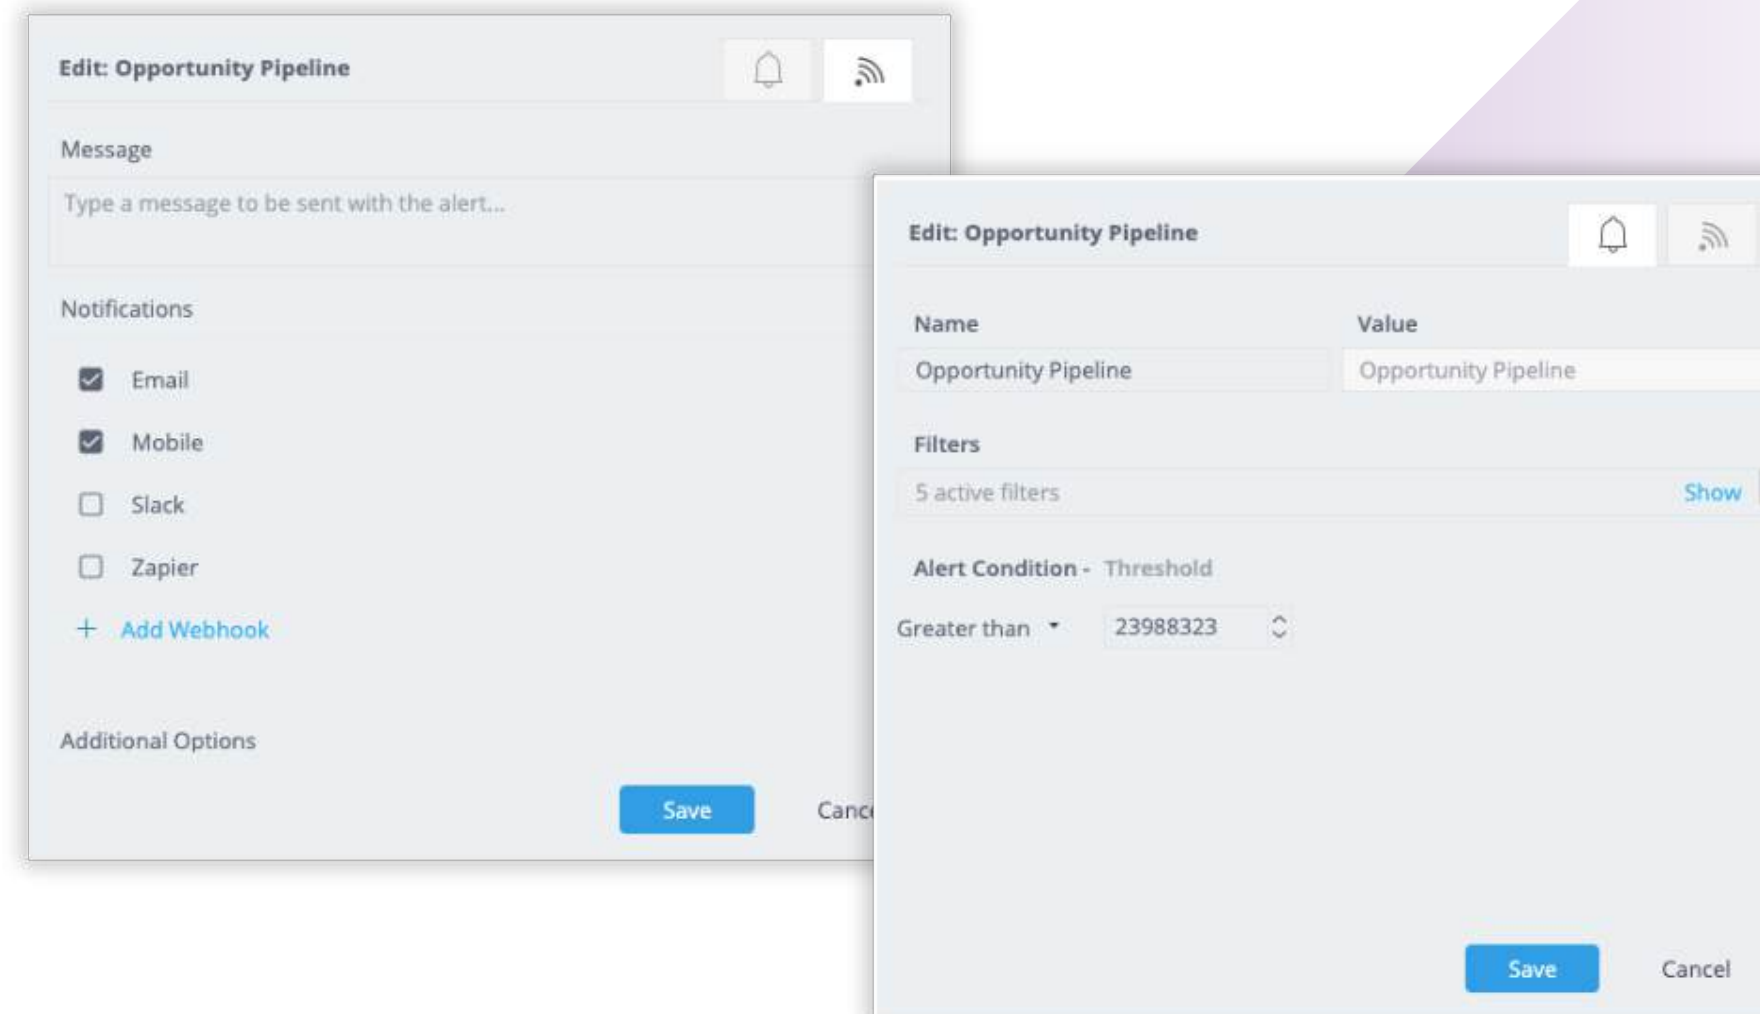 Edit: Opportunity Pipeline
Message
Type a message to be sent with the alert...
Notifications
Email
Mobile
Slack
Zapier
+ Add Webhook
Additional Options
Save Cance
Edit: Opportunity Pipeline
Name Value
Opportunity Pipeline Opportunity Pipeline
Filters
5 active filters Show
Alert Condition - Threshold
Greater than 23988323
Save Cancel